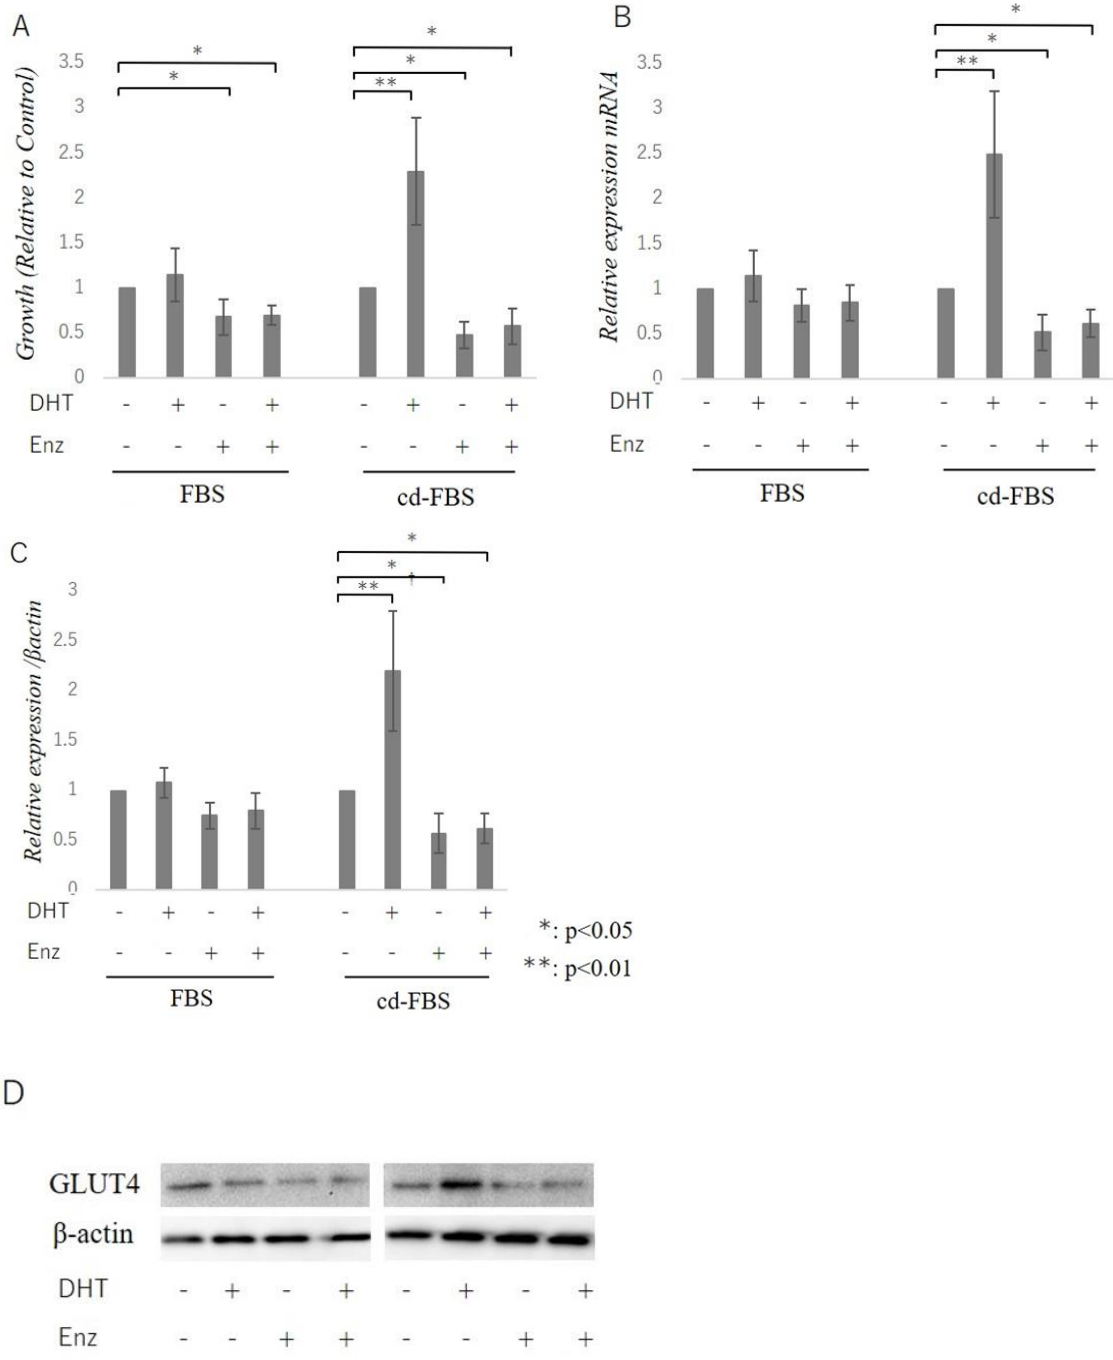 A
Growth (Relative to Control)
3.5
3
2.5
2
1.5
1
0.5
0
*
*
*
*
**
DHT - + - + - + - +
Enz - - + + - - + +
FBS cd-FBS
B
Relative expression mRNA
3.5
3
2.5
2
1.5
1
0.5
0
*
*
**
DHT - + - + - + - +
Enz - - + + - - + +
FBS cd-FBS
C
Relative expression /βactin
3
2.5
2
1.5
1
0.5
0
*
*
**
DHT - + - + - + - +
Enz - - + + - - + +
FBS cd-FBS
*: p<0.05
**: p<0.01
D
GLUT4
β-actin
DHT - + - + - + - +
Enz - - + + - - + +